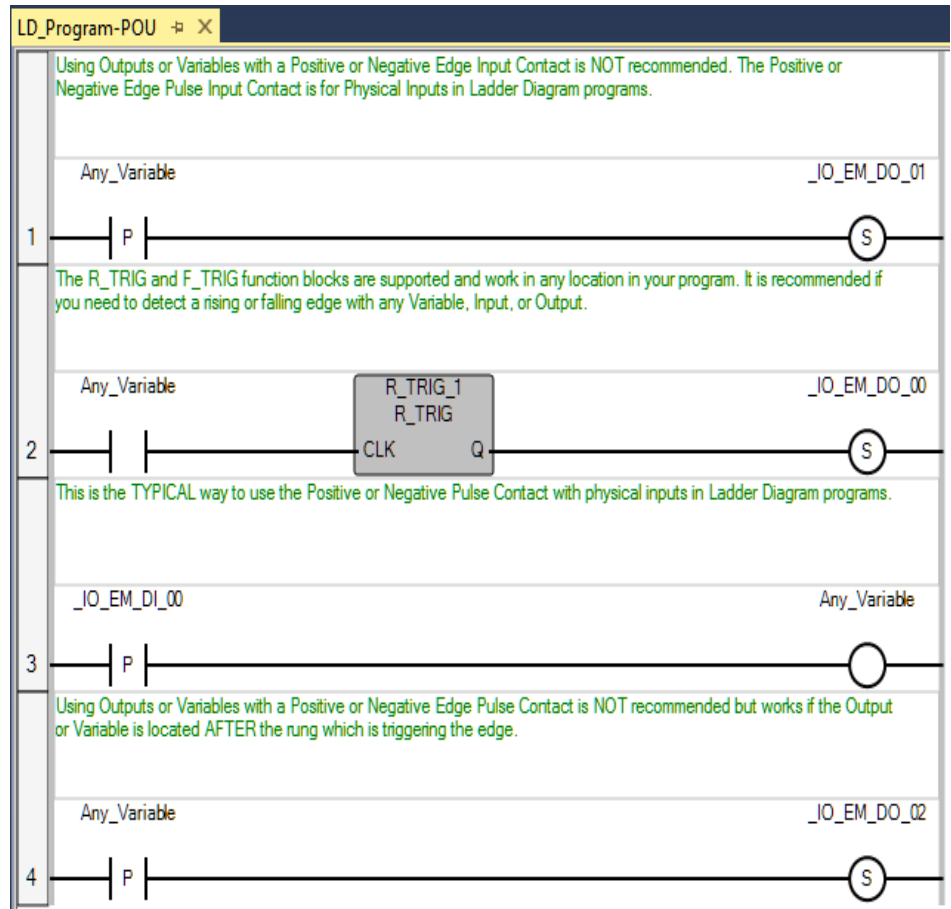 LD_Program-POU
Using Outputs or Variables with a Positive or Negative Edge Input Contact is NOT recommended. The Positive or
Negative Edge Pulse Input Contact is for Physical Inputs in Ladder Diagram programs.
Any_Variable _IO_EM_DO_01
1 P S
The R_TRIG and F_TRIG function blocks are supported and work in any location in your program. It is recommended if
you need to detect a rising or falling edge with any Variable, Input, or Output.
Any_Variable R_TRIG_1 _IO_EM_DO_00
R_TRIG
2 CLK Q S
This is the TYPICAL way to use the Positive or Negative Pulse Contact with physical inputs in Ladder Diagram programs.
_IO_EM_DI_00 Any_Variable
3 P
Using Outputs or Variables with a Positive or Negative Edge Pulse Contact is NOT recommended but works if the Output
or Variable is located AFTER the rung which is triggering the edge.
Any_Variable _IO_EM_DO_02
4 P S